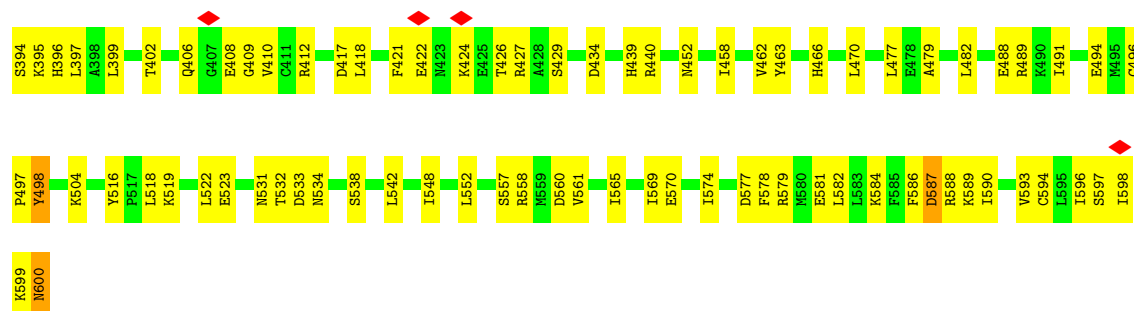 S394 K395 H396 L397 A398 L399 T402 Q406 G407 E408 G409 V410 C411 R412 D417 L418 F421 E422 N423 K424 E425 T426 R427 A428 S429 D434 H439 R440 N452 I458 V462 Y463 H466 L470 L477 E478 A479 L482 E488 R489 K490 I491 E494 M495 C496
P497 Y498 K504 Y516 P517 L518 K519 L522 E523 N531 T532 D533 N534 S538 L542 I548 L552 S557 R558 M559 D560 V561 I565 I569 E570 I574 D577 F578 R579 M580 E581 L582 L583 K584 F585 F586 D587 R588 K589 I590 V593 C594 L595 I596 S597 I598
K599 N600